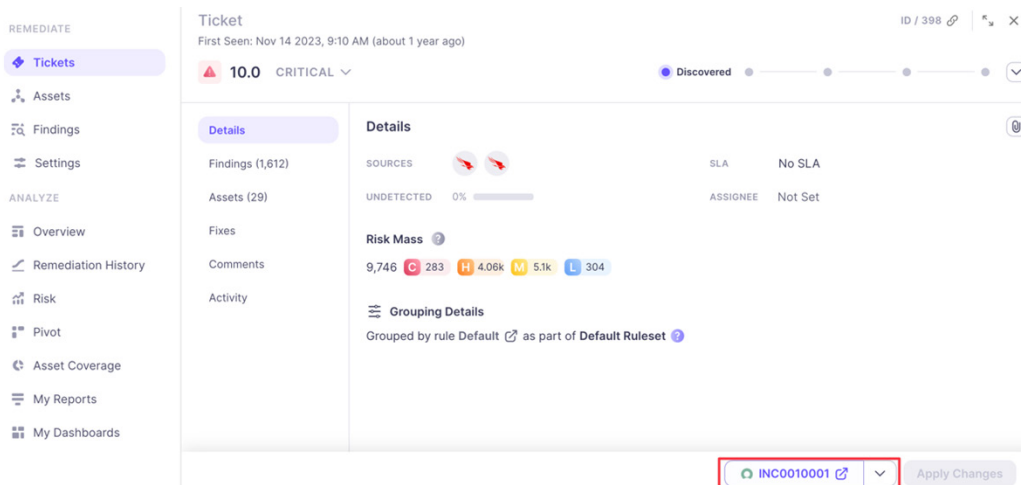 REMEDIATE
Tickets
Assets
Findings
Settings
ANALYZE
Overview
Remediation History
Risk
Pivot
Asset Coverage
My Reports
My Dashboards
Ticket
ID / 398
First Seen: Nov 14 2023, 9:10 AM (about 1 year ago)
10.0 CRITICAL
Discovered
Details
Findings (1,612)
Assets (29)
Fixes
Comments
Activity
Details
SOURCES
SLA No SLA
UNDETECTED 0%
ASSIGNEE Not Set
Risk Mass ?
9,746 C 283 H 4.06k M 5.1k L 304
Grouping Details
Grouped by rule Default as part of Default Ruleset ?
INC0010001
Apply Changes